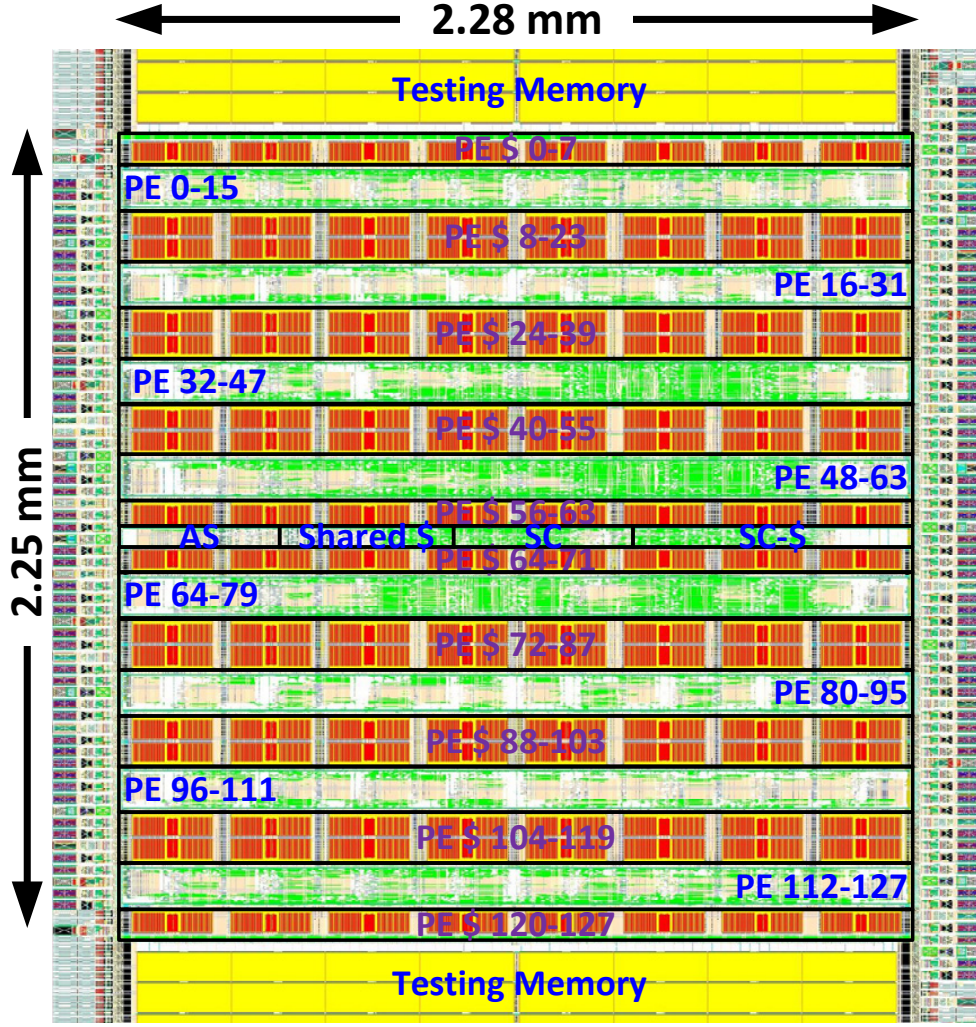 2.28 mm
Testing Memory
PE $ 0-7
PE 0-15
PE $ 8-23
PE 16-31
PE $ 24-39
PE 32-47
PE $ 40-55
PE 48-63
PE $ 56-63
AS Shared $ SC SC-$
PE $ 64-71
2.25 mm
PE 64-79
PE $ 72-87
PE 80-95
PE $ 88-103
PE 96-111
PE $ 104-119
PE 112-127
PE $ 120-127
Testing Memory